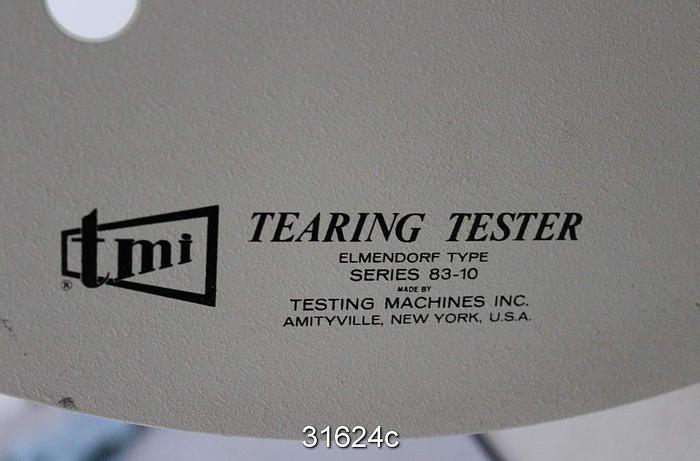 tmi
®
TEARING TESTER
ELMENDORF TYPE
SERIES 83-10
MADE BY
TESTING MACHINES INC.
AMITYVILLE, NEW YORK, U.S.A.
31624c